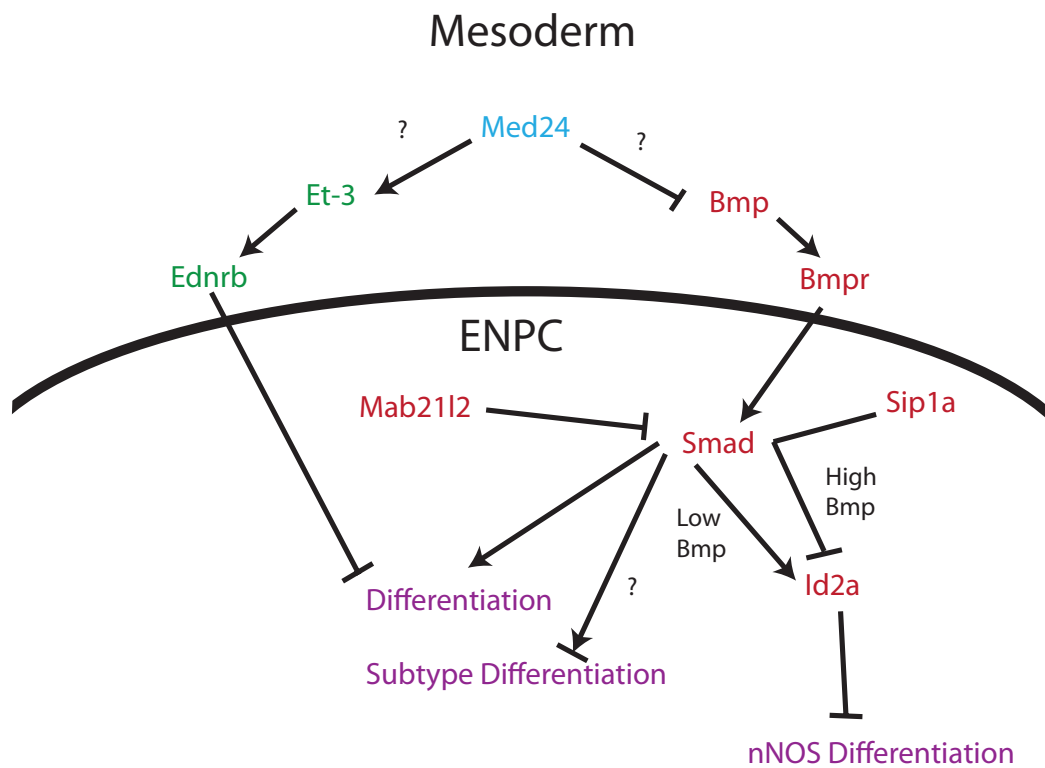 Mesoderm
Med24
?
?
Et-3
Bmp
Ednrb
Bmpr
ENPC
Mab21l2
Sip1a
Smad
High
Bmp
Low
Bmp
?
Id2a
Differentiation
Subtype Differentiation
nNOS Differentiation